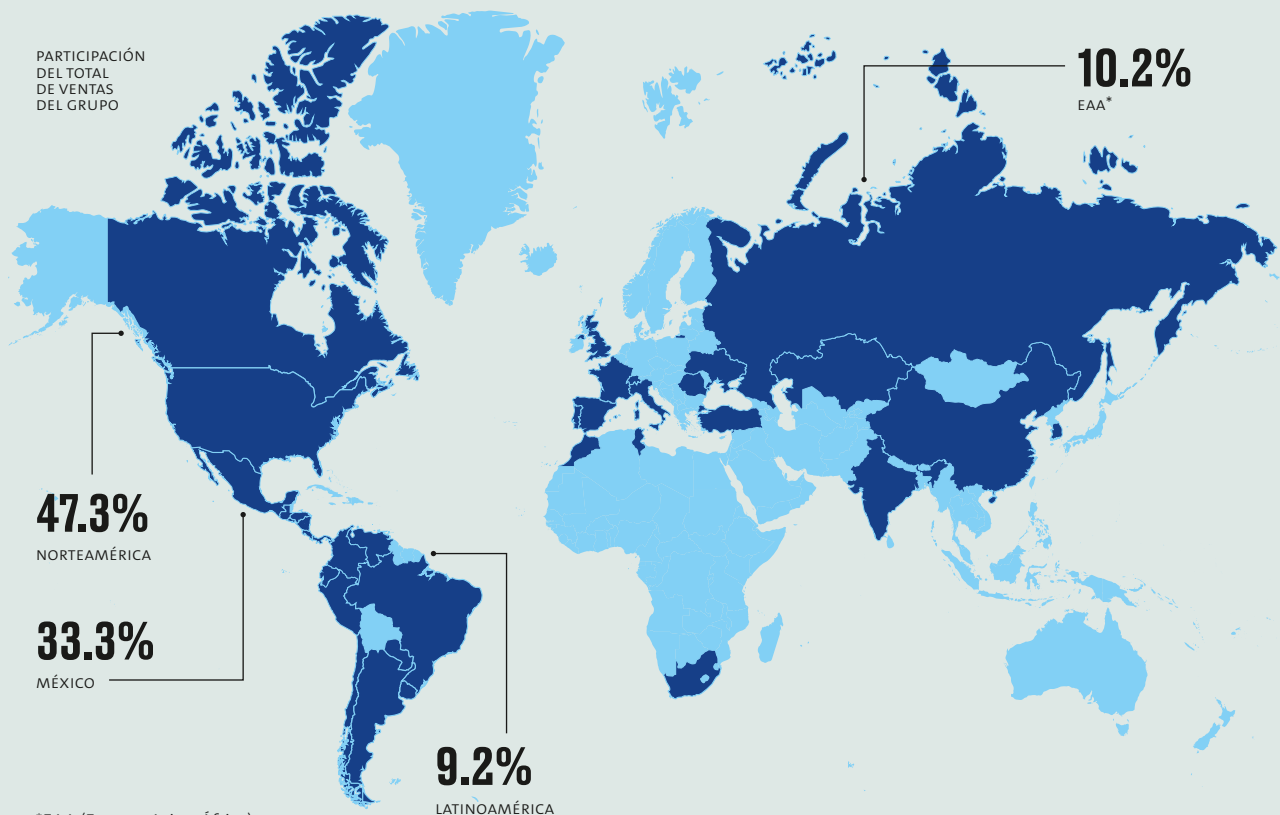 PARTICIPACIÓN
DEL TOTAL
DE VENTAS
DEL GRUPO
10.2%
EAA*
47.3%
NORTEAMÉRICA
33.3%
MÉXICO
9.2%
LATINOAMÉRICA